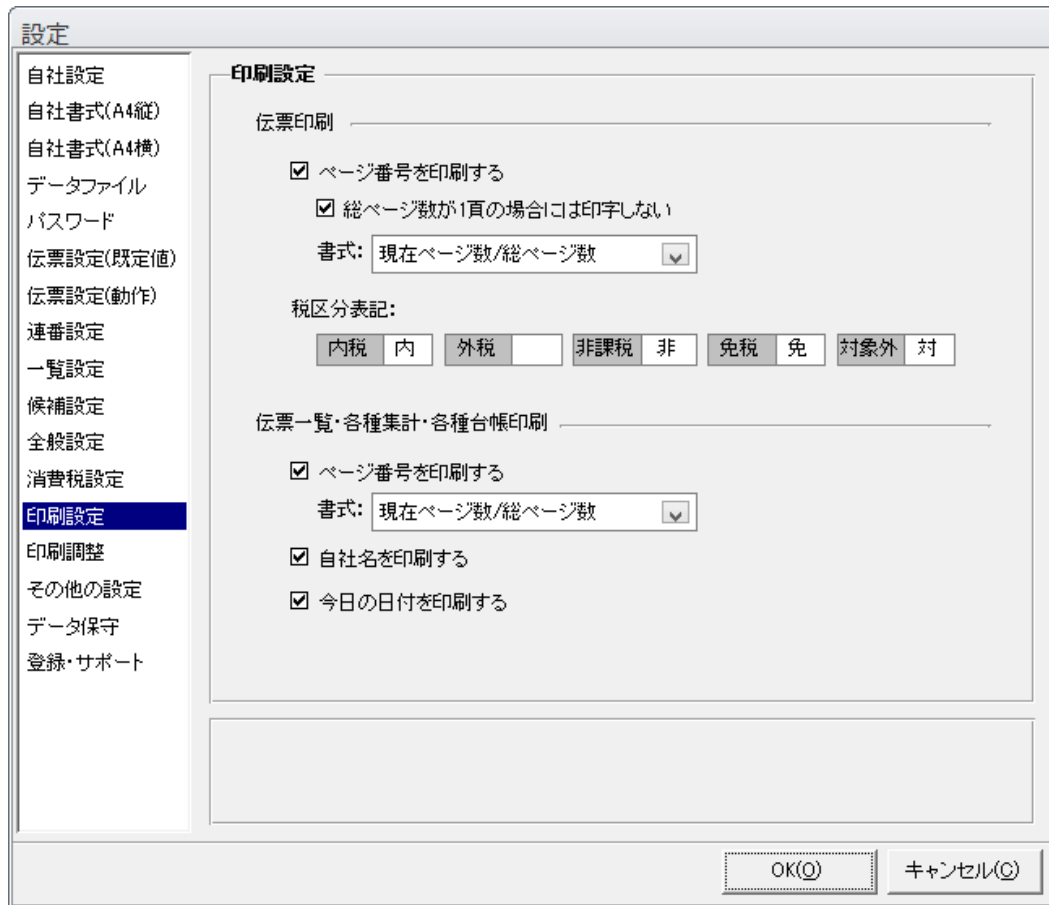 設定
自社設定
自社書式(A4縦)
自社書式(A4横)
データファイル
パスワード
伝票設定(既定値)
伝票設定(動作)
連番設定
一覧設定
候補設定
全般設定
消費税設定
印刷設定
印刷調整
その他の設定
データ保守
登録・サポート
印刷設定
伝票印刷
ページ番号を印刷する
総ページ数が1頁の場合には印字しない
書式: 現在ページ数/総ページ数
税区分表記:
内税 内 外税 非課税 非 免税 免 対象外 対
伝票一覧・各種集計・各種台帳印刷
ページ番号を印刷する
書式: 現在ページ数/総ページ数
自社名を印刷する
今日の日付を印刷する
OK(O) キャンセル(C)